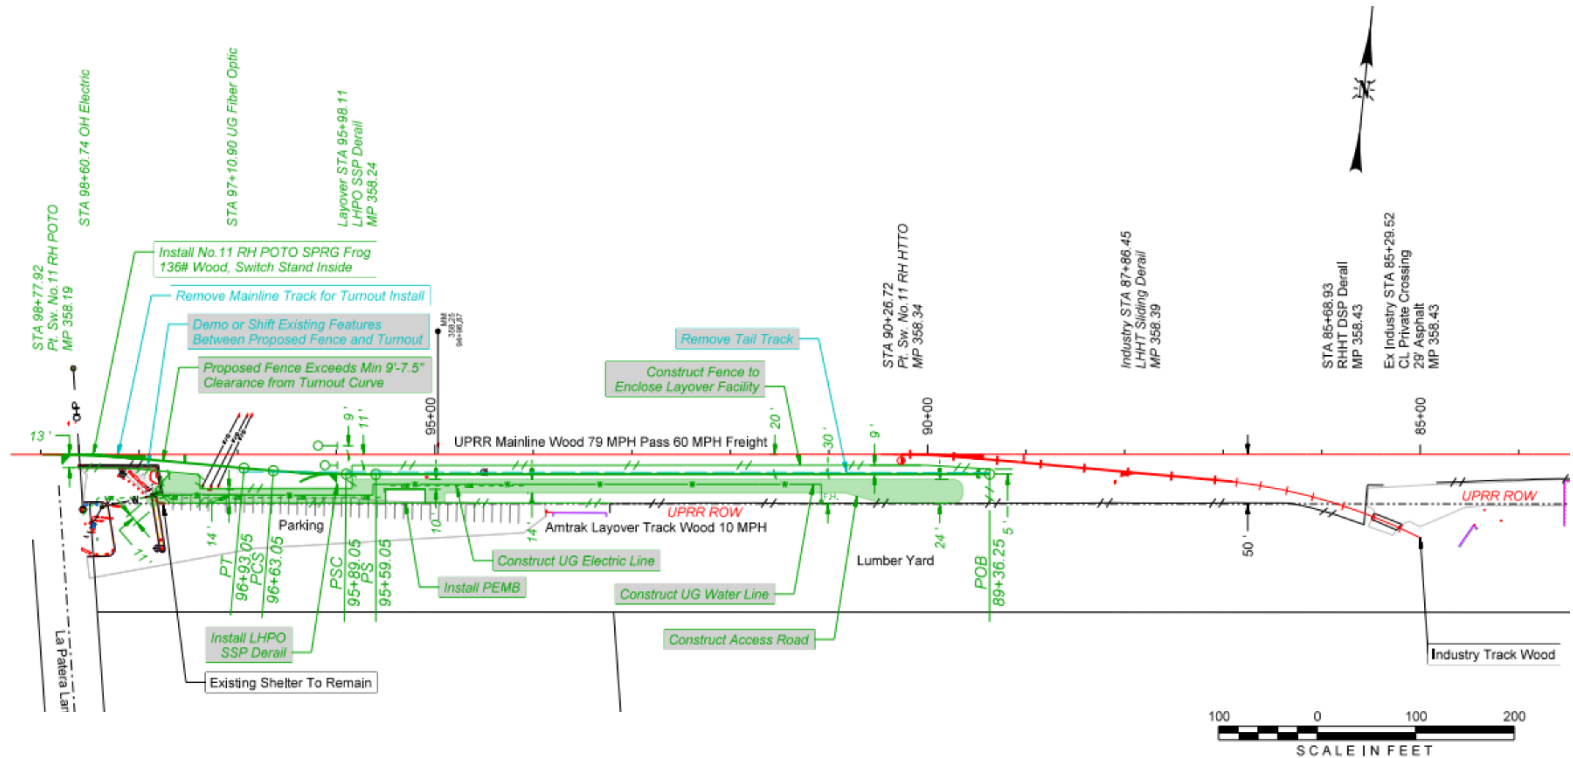 STA 98+77.92
Pt. Sw. No.11 RH POTO
MP 358.19
STA 98+60.74 OH Electric
STA 97+10.90 UG Fiber Optic
Layover STA 95+98.11
LHPO SSP Derail
MP 358.24
Install No.11 RH POTO SPRG Frog
136# Wood, Switch Stand Inside
Remove Mainline Track for Turnout Install
Demo or Shift Existing Features
Between Proposed Fence and Turnout
Proposed Fence Exceeds Min 9'-7.5"
Clearance from Turnout Curve
MM
358.25
94+96.87
Remove Tail Track
Construct Fence to
Enclose Layover Facility
STA 90+26.72
Pt. Sw. No.11 RH HTTO
MP 358.34
Industry STA 87+86.45
LHHT Sliding Derail
MP 358.39
STA 85+68.93
RHHT DSP Derail
MP 358.43
Ex Industry STA 85+29.52
CL Private Crossing
29' Asphalt
MP 358.43
N
OHP
13 '
9 '
11'
95+00
UPRR Mainline Wood 79 MPH Pass 60 MPH Freight
20 '
30 '
9 '
90+00
85+00
W
W
W
W
W
F.H.
UPRR ROW
UPRR ROW
Parking
Amtrak Layover Track Wood 10 MPH
11'
14 '
10 '
14 '
24 '
5 '
50 '
PT
96+93.05
PCS
96+63.05
PSC
95+89.05
PS
95+59.05
POB
89+36.25
Construct UG Electric Line
Lumber Yard
Install PEMB
Construct UG Water Line
Construct Access Road
Install LHPO
SSP Derail
Existing Shelter To Remain
Industry Track Wood
La Patera Lan
100 0 100 200
SCALE IN FEET